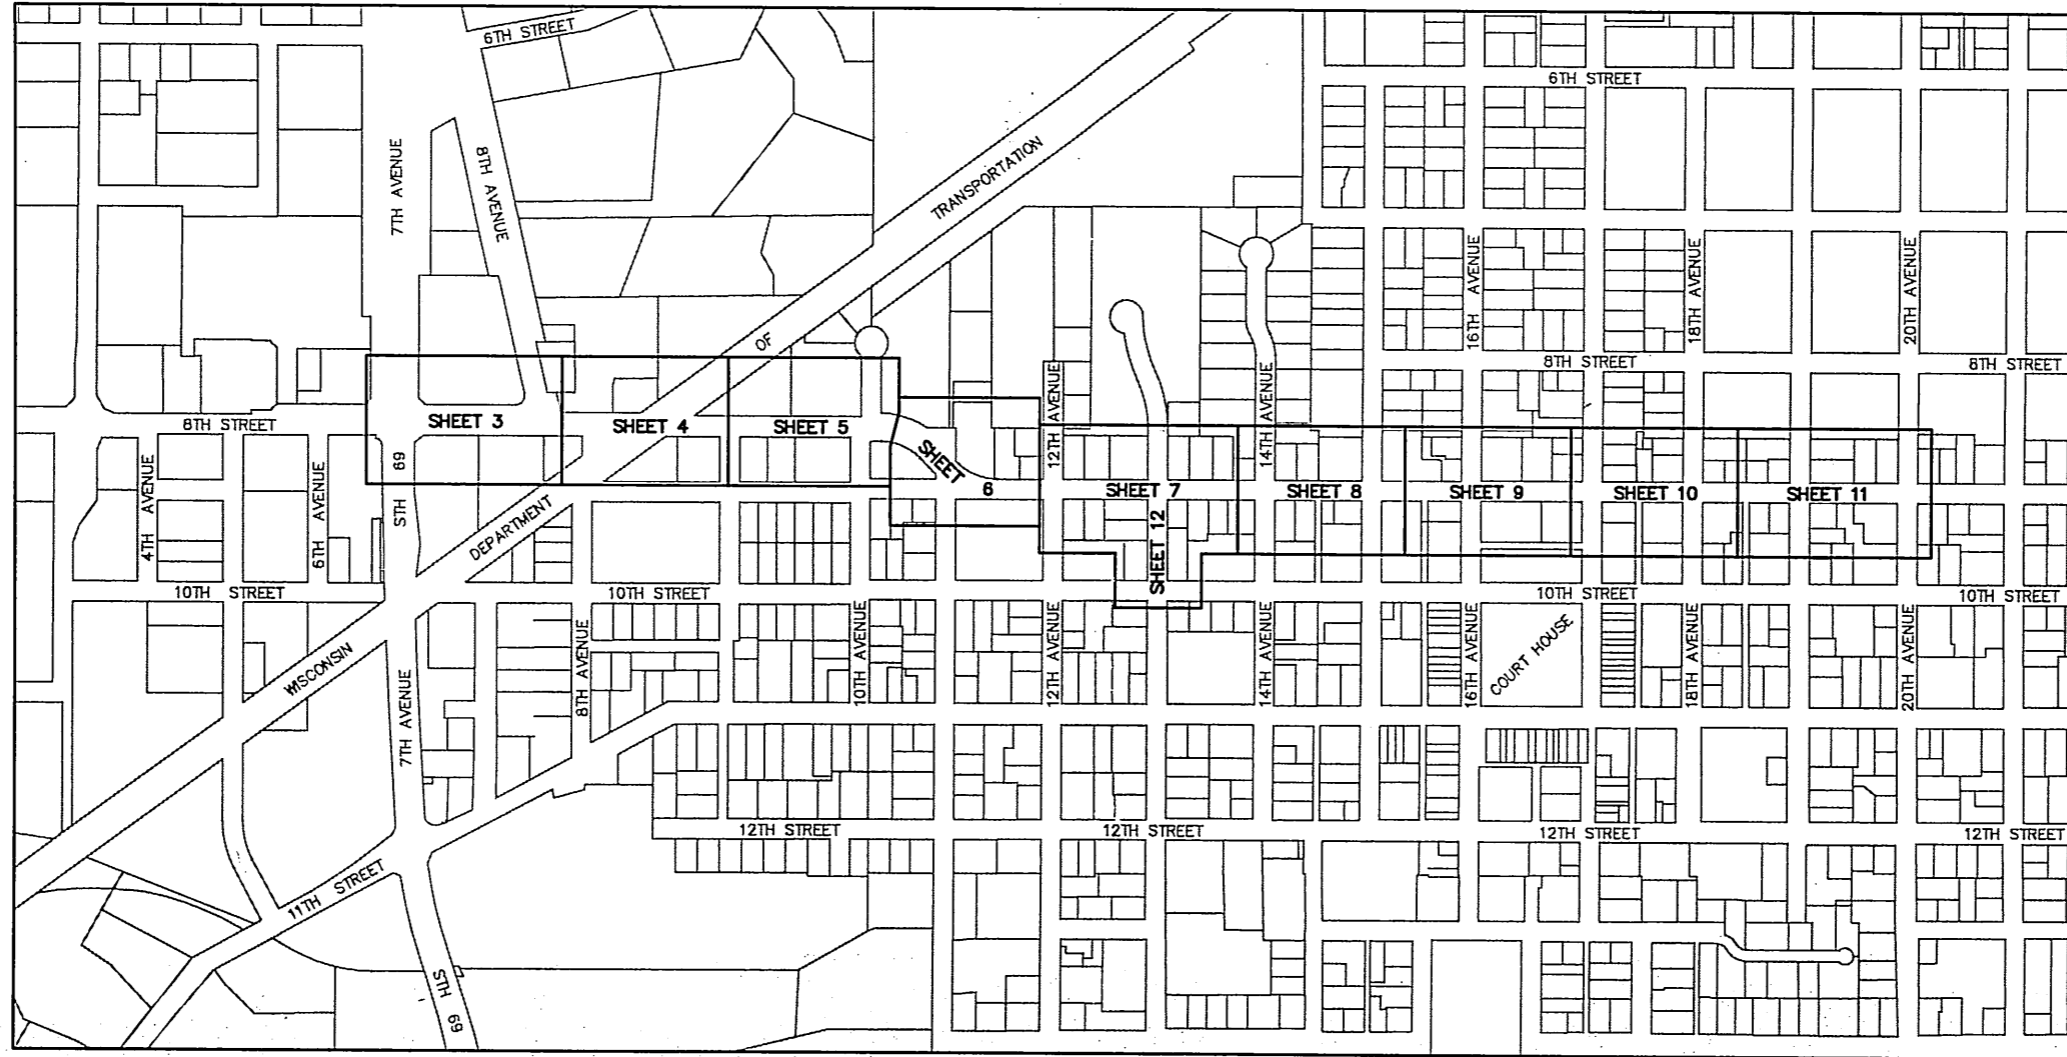 6TH STREET
6TH STREET
7TH AVENUE
8TH AVENUE
TRANSPORTATION
OF
16TH AVENUE
18TH AVENUE
20TH AVENUE
8TH STREET
8TH STREET
12TH AVENUE
14TH AVENUE
8TH STREET
SHEET 3
SHEET 4
SHEET 5
SHEET 6
SHEET 7
SHEET 8
SHEET 9
SHEET 10
SHEET 11
SHEET 12
4TH AVENUE
6TH AVENUE
STH 69
DEPARTMENT
10TH STREET
10TH STREET
10TH STREET
10TH STREET
WISCONSIN
7TH AVENUE
8TH AVENUE
10TH AVENUE
12TH AVENUE
14TH AVENUE
16TH AVENUE
COURT HOUSE
18TH AVENUE
20TH AVENUE
12TH STREET
12TH STREET
12TH STREET
12TH STREET
11TH STREET
STH 69